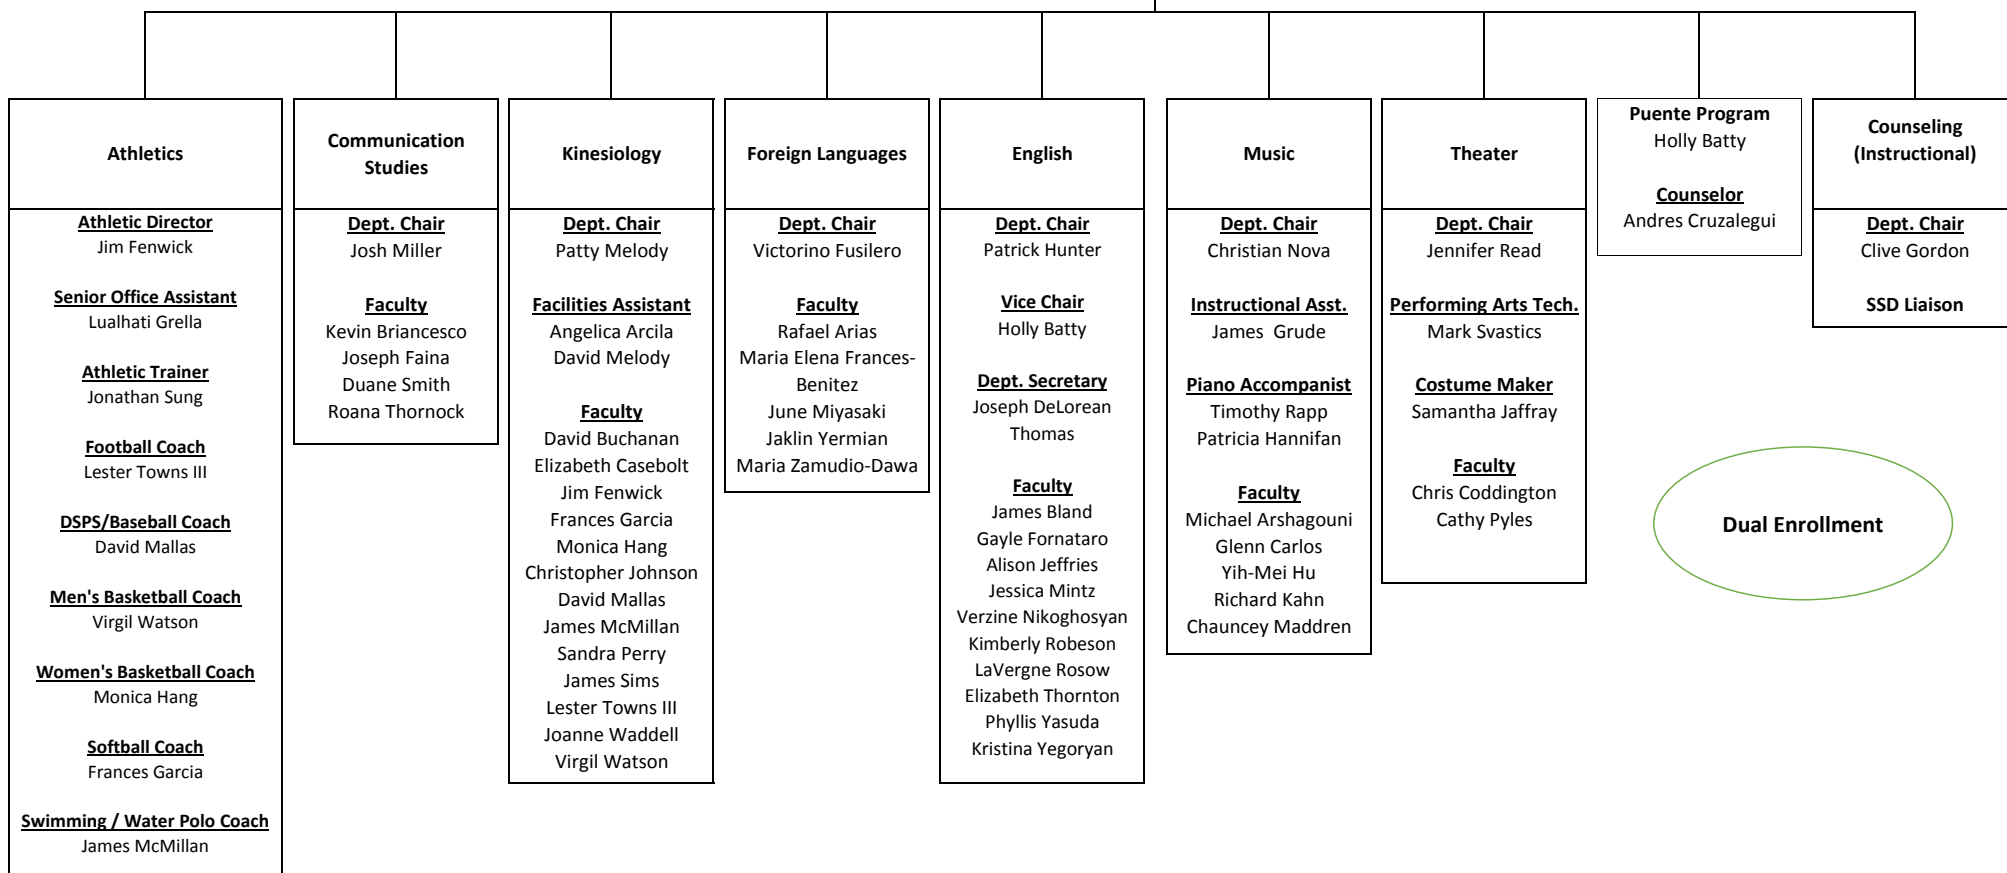 Athletics
Athletic Director
Jim Fenwick
Senior Office Assistant
Lualhati Grella
Athletic Trainer
Jonathan Sung
Football Coach
Lester Towns III
DSPS/Baseball Coach
David Mallas
Men's Basketball Coach
Virgil Watson
Women's Basketball Coach
Monica Hang
Softball Coach
Frances Garcia
Swimming / Water Polo Coach
James McMillan
Communication
Studies
Dept. Chair
Josh Miller
Faculty
Kevin Briancesco
Joseph Faina
Duane Smith
Roana Thornock
Kinesiology
Dept. Chair
Patty Melody
Facilities Assistant
Angelica Arcila
David Melody
Faculty
David Buchanan
Elizabeth Casebolt
Jim Fenwick
Frances Garcia
Monica Hang
Christopher Johnson
David Mallas
James McMillan
Sandra Perry
James Sims
Lester Towns III
Joanne Waddell
Virgil Watson
Foreign Languages
Dept. Chair
Victorino Fusilero
Faculty
Rafael Arias
Maria Elena Frances-
Benitez
June Miyasaki
Jaklin Yermian
Maria Zamudio-Dawa
English
Dept. Chair
Patrick Hunter
Vice Chair
Holly Batty
Dept. Secretary
Joseph DeLorean
Thomas
Faculty
James Bland
Gayle Fornataro
Alison Jeffries
Jessica Mintz
Verzine Nikoghosyan
Kimberly Robeson
LaVergne Rosow
Elizabeth Thornton
Phyllis Yasuda
Kristina Yegoryan
Music
Dept. Chair
Christian Nova
Instructional Asst.
James Grude
Piano Accompanist
Timothy Rapp
Patricia Hannifan
Faculty
Michael Arshagouni
Glenn Carlos
Yih-Mei Hu
Richard Kahn
Chauncey Maddren
Theater
Dept. Chair
Jennifer Read
Performing Arts Tech.
Mark Svastics
Costume Maker
Samantha Jaffray
Faculty
Chris Coddington
Cathy Pyles
Puente Program
Holly Batty
Counselor
Andres Cruzalegui
Counseling
(Instructional)
Dept. Chair
Clive Gordon
SSD Liaison
Dual Enrollment